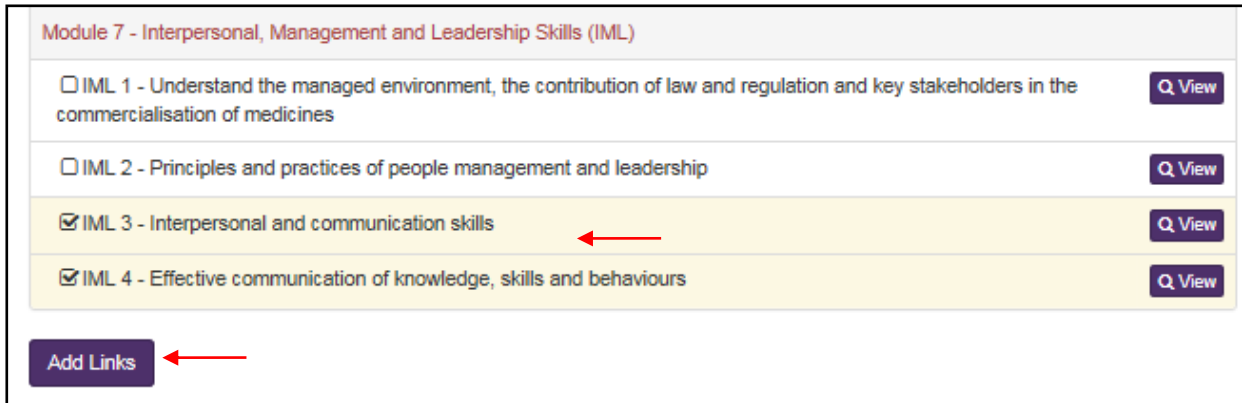 Module 7 - Interpersonal, Management and Leadership Skills (IML)
IML 1 - Understand the managed environment, the contribution of law and regulation and key stakeholders in the
commercialisation of medicines
View
IML 2 - Principles and practices of people management and leadership
View
IML 3 - Interpersonal and communication skills
View
IML 4 - Effective communication of knowledge, skills and behaviours
View
Add Links